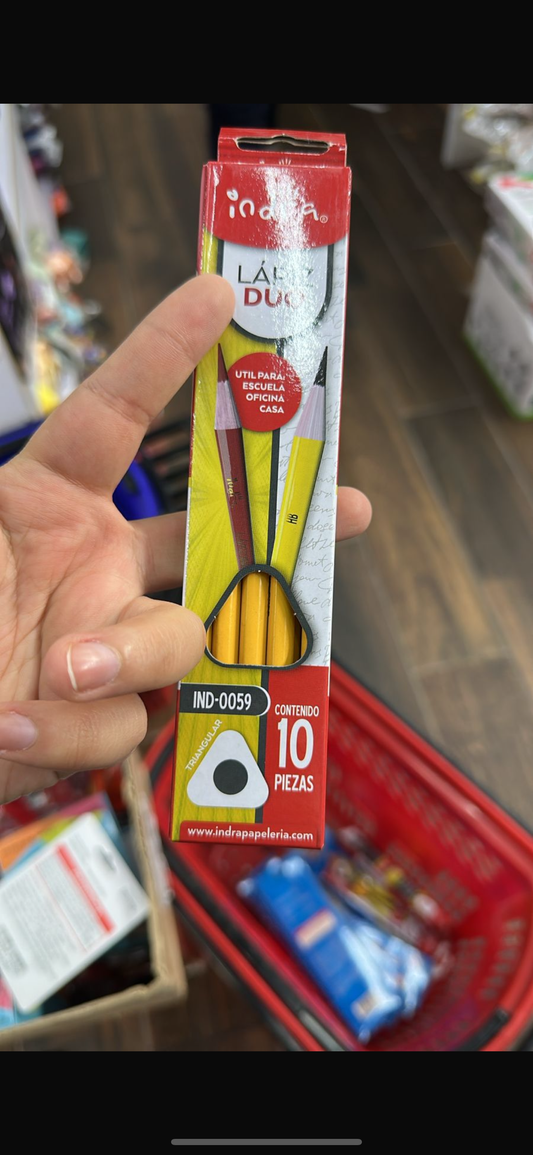 indra®
LÁPIZ
DUO
UTIL PARA:
ESCUELA
OFICINA
CASA
HB
IND-0059
TRIANGULAR
CONTENIDO
10
PIEZAS
www.indrapapeleria.com